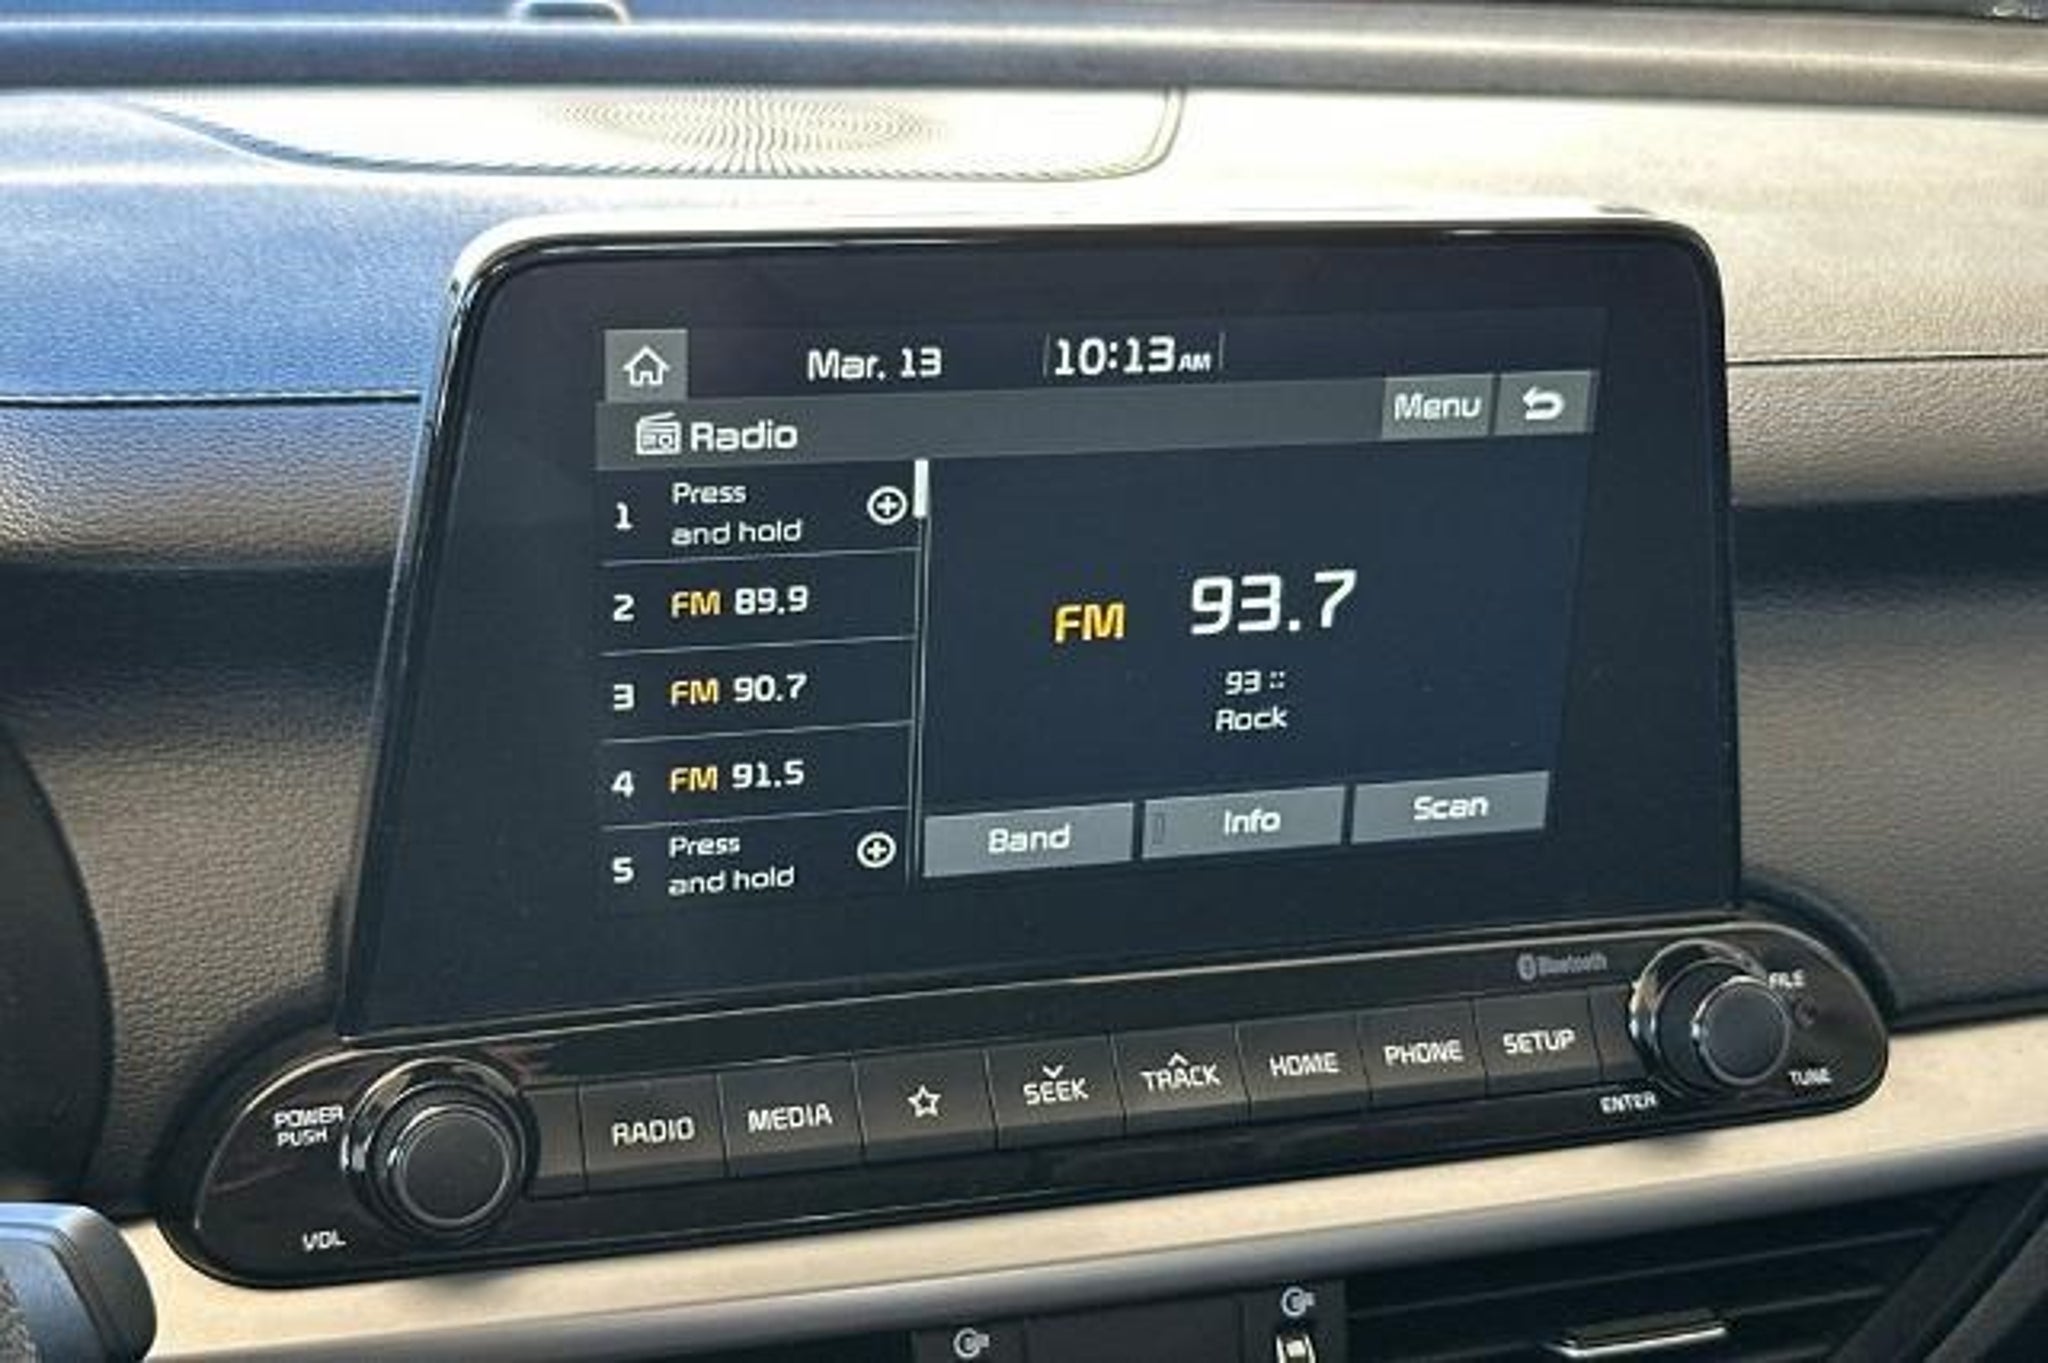 Mar. 13
10:13 AM
Radio
Menu
1 Press
and hold
2 FM 89.9
3 FM 90.7
4 FM 91.5
5 Press
and hold
FM 93.7
93 ::
Rock
Band
Info
Scan
Bluetooth
POWER
PUSH
VOL
RADIO
MEDIA
SEEK
TRACK
HOME
PHONE
SETUP
FILE
TUNE
ENTER